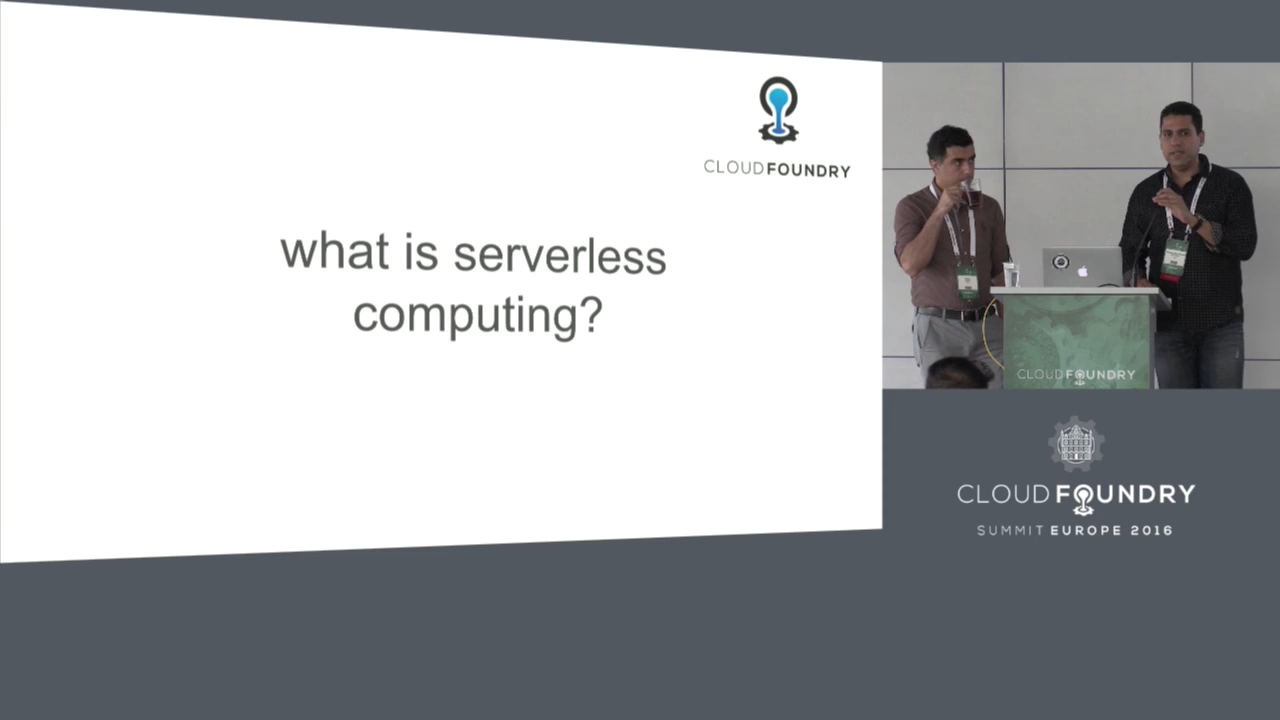 CLOUDFOUNDRY
what is serverless
computing?
CLOUDFOUNDRY
CLOUDFOUNDRY
SUMMIT EUROPE 2016